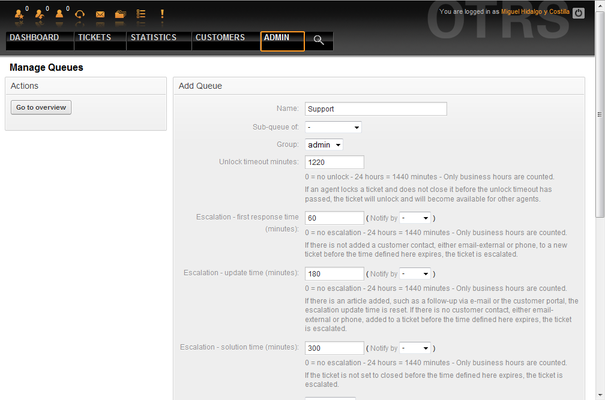 0 0 0
OTRS
You are logged in as Miguel Hidalgo y Costilla
DASHBOARD TICKETS STATISTICS CUSTOMERS ADMIN
Manage Queues
Actions
Go to overview
Add Queue
Name: Support
Sub-queue of: -
Group: admin
Unlock timeout minutes: 1220
0 = no unlock - 24 hours = 1440 minutes - Only business hours are counted.
If an agent locks a ticket and does not close it before the unlock timeout has
passed, the ticket will unlock and will become available for other agents.
Escalation - first response time (minutes): 60 ( Notify by - )
0 = no escalation - 24 hours = 1440 minutes - Only business hours are counted.
If there is not added a customer contact, either email-external or phone, to a new
ticket before the time defined here expires, the ticket is escalated.
Escalation - update time (minutes): 180 ( Notify by - )
0 = no escalation - 24 hours = 1440 minutes - Only business hours are counted.
If there is an article added, such as a follow-up via e-mail or the customer portal, the
escalation update time is reset. If there is no customer contact, either email-
external or phone, added to a ticket before the time defined here expires, the ticket
is escalated.
Escalation - solution time (minutes): 300 ( Notify by - )
0 = no escalation - 24 hours = 1440 minutes - Only business hours are counted.
If the ticket is not set to closed before the time defined here expires, the ticket is
escalated.